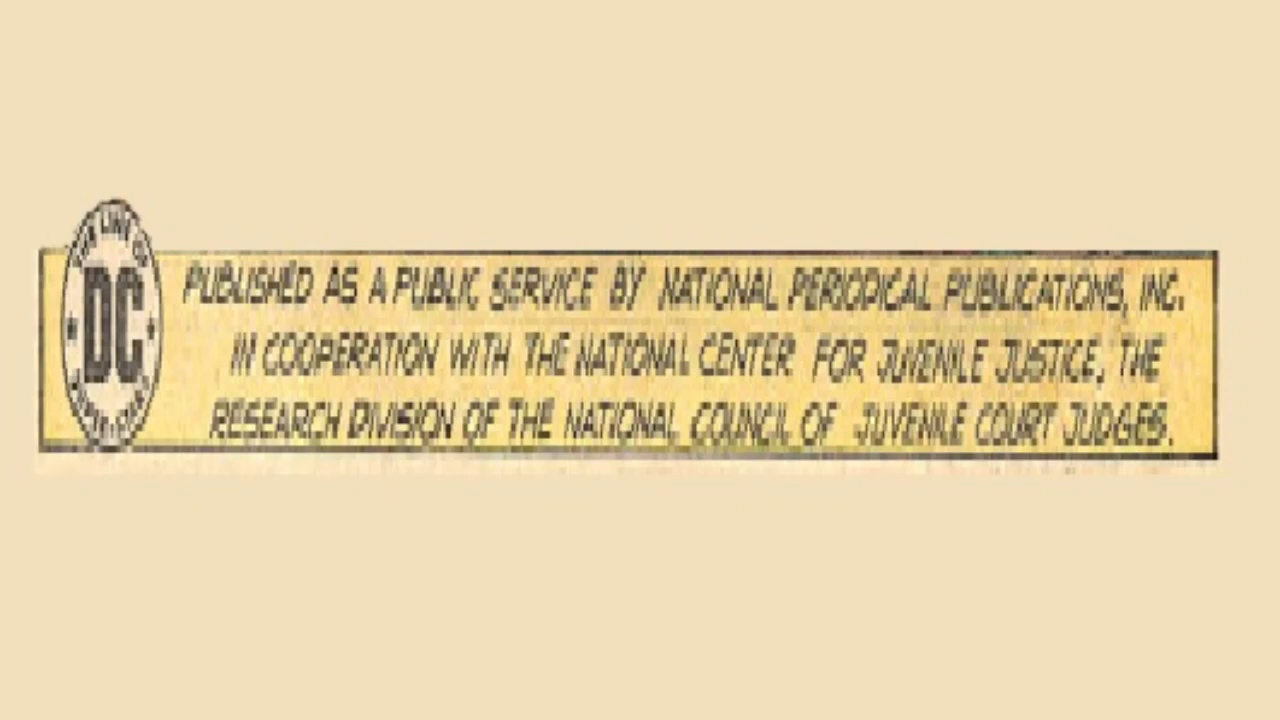 DC
PUBLISHED AS A PUBLIC SERVICE BY NATIONAL PERIODICAL PUBLICATIONS, INC.
IN COOPERATION WITH THE NATIONAL CENTER FOR JUVENILE JUSTICE, THE
RESEARCH DIVISION OF THE NATIONAL COUNCIL OF JUVENILE COURT JUDGES.